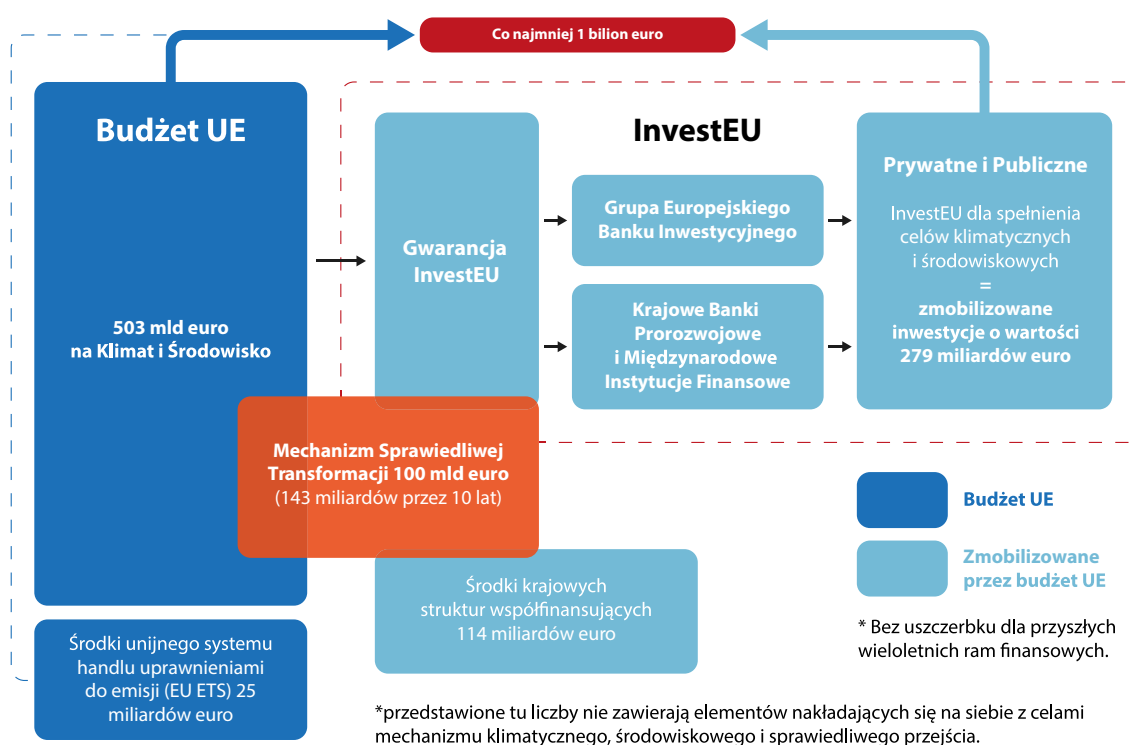 Co najmniej 1 bilion euro
Budżet UE
503 mld euro
na Klimat i Środowisko
InvestEU
Gwarancja
InvestEU
Grupa Europejskiego
Banku Inwestycyjnego
Krajowe Banki
Prorozwojowe
i Międzynarodowe
Instytucje Finansowe
Prywatne i Publiczne
InvestEU dla spełnienia
celów klimatycznych
i środowiskowych
=
zmobilizowane
inwestycje o wartości
279 miliardów euro
Mechanizm Sprawiedliwej
Transformacji 100 mld euro
(143 miliardów przez 10 lat)
Środki krajowych
struktur współfinansujących
114 miliardów euro
Środki unijnego systemu
handlu uprawnieniami
do emisji (EU ETS) 25
miliardów euro
Budżet UE
Zmobilizowane
przez budżet UE
* Bez uszczerbku dla przyszłych
wieloletnich ram finansowych.
*przedstawione tu liczby nie zawierają elementów nakładających się na siebie z celami
mechanizmu klimatycznego, środowiskowego i sprawiedliwego przejścia.